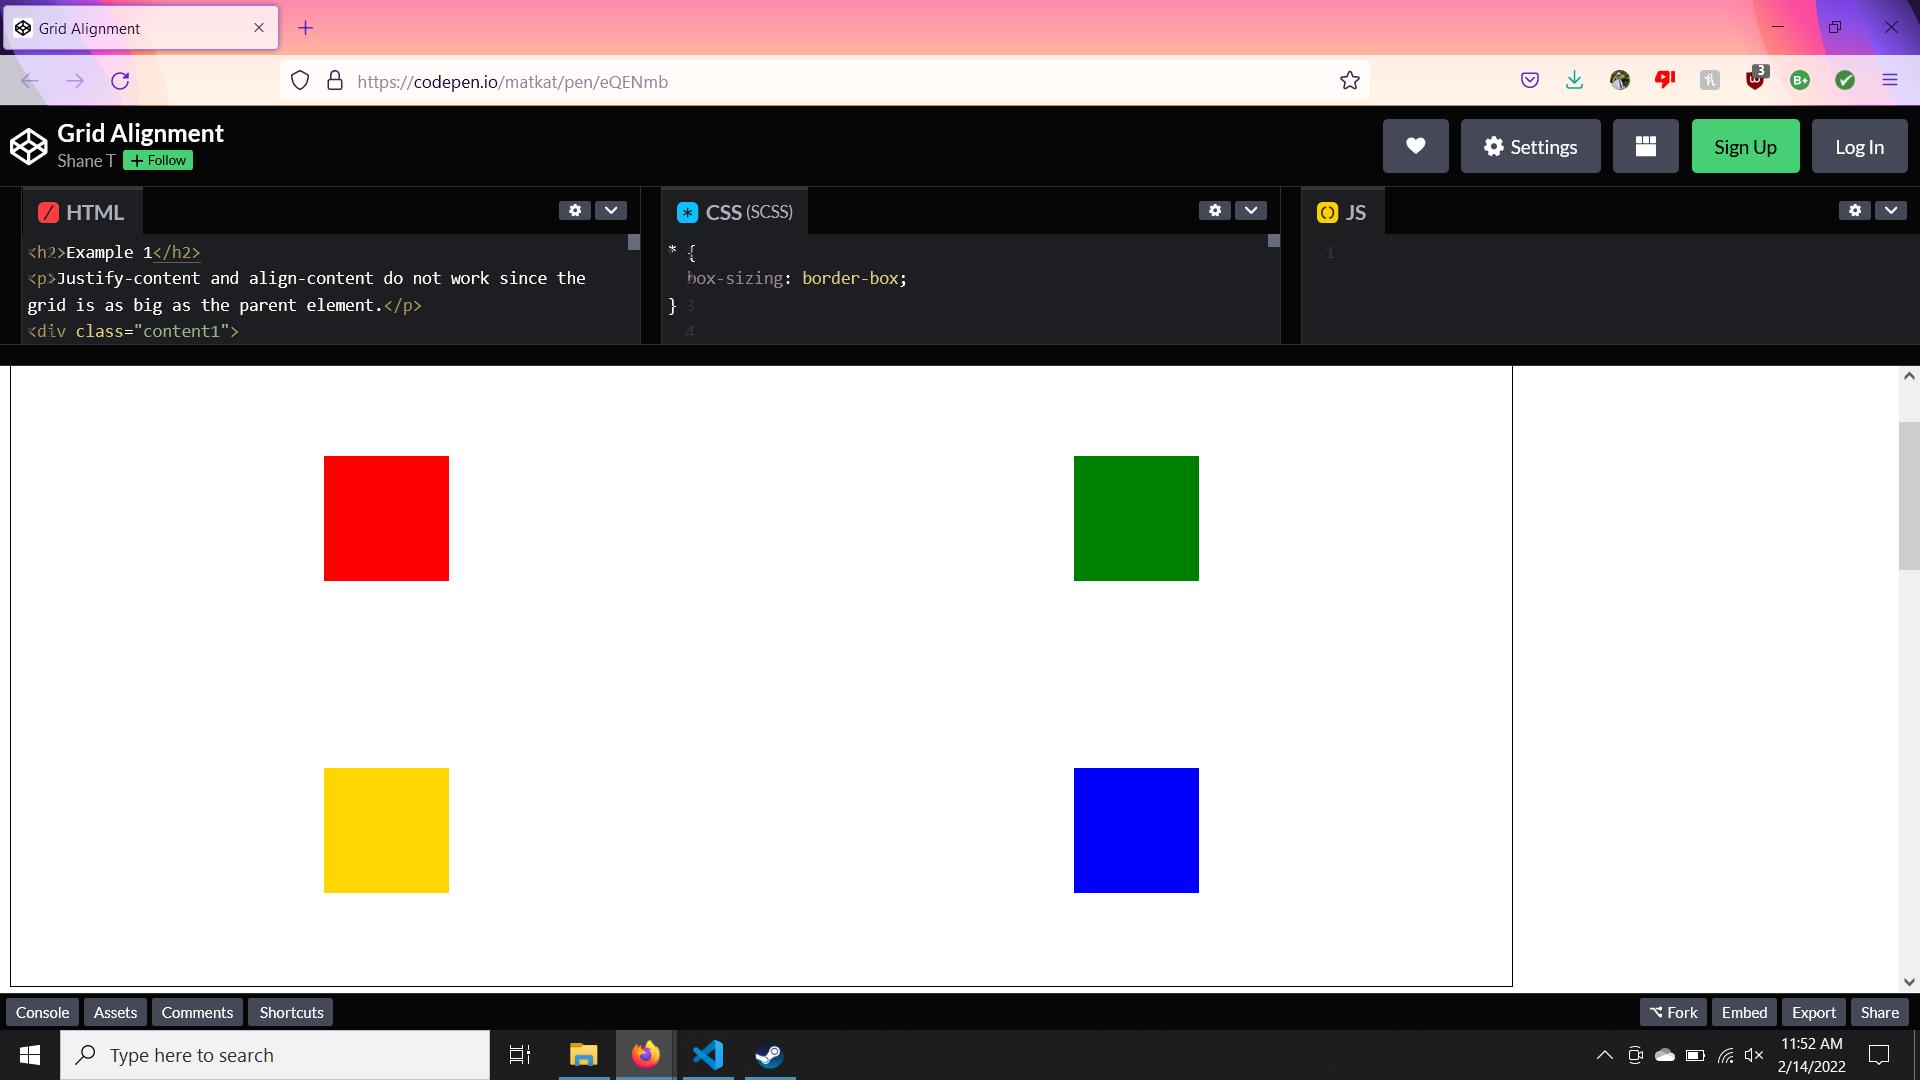 Grid Alignment
https://codepen.io/matkat/pen/eQENmb
3
B+
Grid Alignment
Shane T
+ Follow
Settings
Sign Up
Log In
HTML
CSS (SCSS)
JS
<h2>Example 1</h2>
<p>Justify-content and align-content do not work since the
grid is as big as the parent element.</p>
<div class="content1">
* {
box-sizing: border-box;
} 3
4
1
Console
Assets
Comments
Shortcuts
Fork
Embed
Export
Share
Type here to search
11:52 AM
2/14/2022